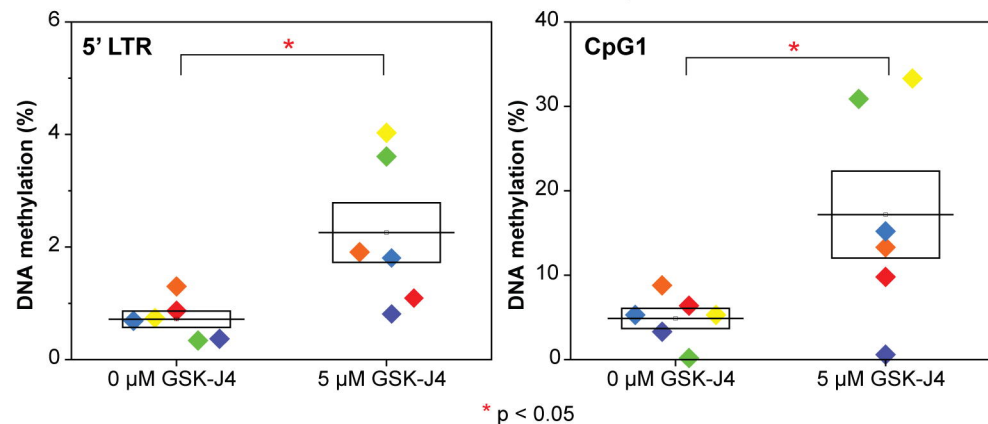 5’ LTR
*
DNA methylation (%)
6
4
2
0
0 µM GSK-J4
5 µM GSK-J4
CpG1
*
DNA methylation (%)
40
30
20
10
0
0 µM GSK-J4
5 µM GSK-J4
* p < 0.05